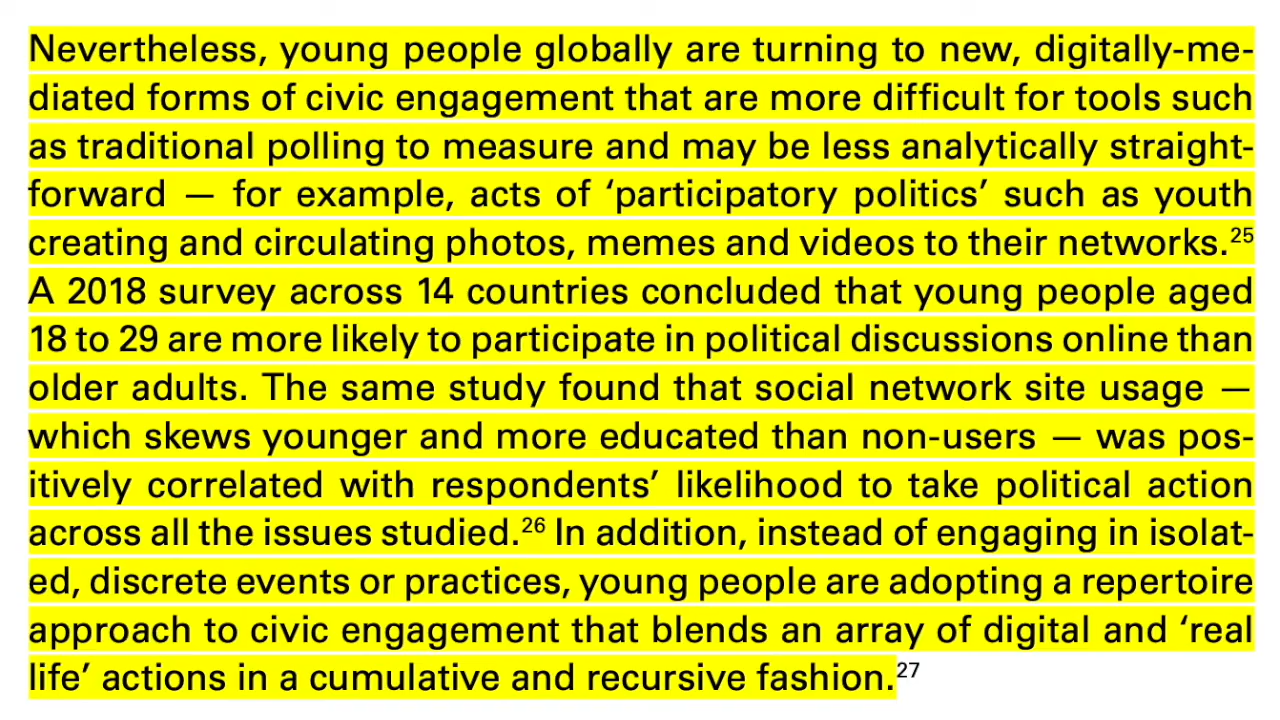 Nevertheless, young people globally are turning to new, digitally-me-
diated forms of civic engagement that are more difficult for tools such
as traditional polling to measure and may be less analytically straight-
forward — for example, acts of ‘participatory politics’ such as youth
creating and circulating photos, memes and videos to their networks.25
A 2018 survey across 14 countries concluded that young people aged
18 to 29 are more likely to participate in political discussions online than
older adults. The same study found that social network site usage —
which skews younger and more educated than non-users — was pos-
itively correlated with respondents’ likelihood to take political action
across all the issues studied.26 In addition, instead of engaging in isolat-
ed, discrete events or practices, young people are adopting a repertoire
approach to civic engagement that blends an array of digital and ‘real
life’ actions in a cumulative and recursive fashion.27